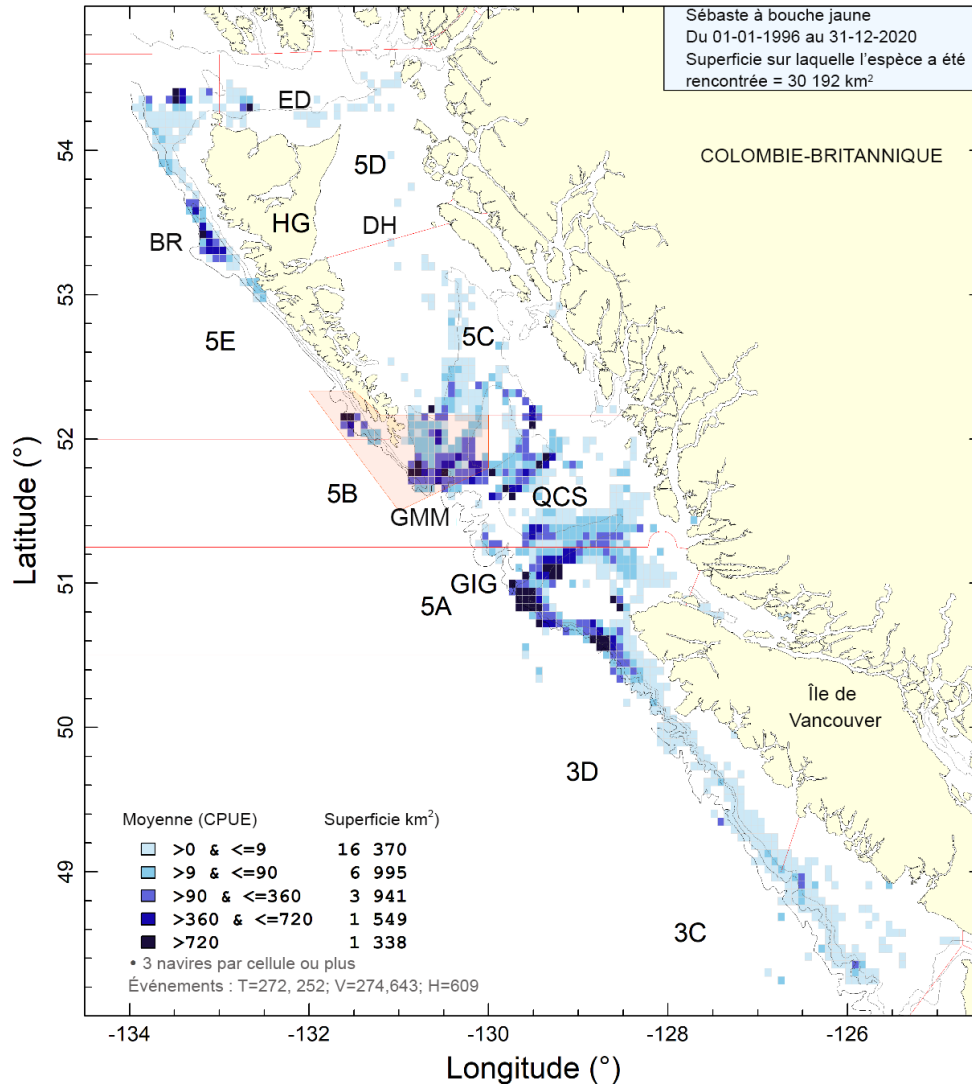 Sébaste à bouche jaune
Du 01-01-1996 au 31-12-2020
Superficie sur laquelle l'espèce a été
rencontrée = 30 192 km²
ED
54
5D
COLOMBIE-BRITANNIQUE
HG
DH
BR
53
5E
5C
52
5B
QCS
GMM
Latitude (°)
51
GIG
5A
Île de
Vancouver
50
3D
Moyenne (CPUE) Superficie km²)
>0 & <=9 16 370
>9 & <=90 6 995
49
>90 & <=360 3 941
>360 & <=720 1 549
3C
>720 1 338
• 3 navires par cellule ou plus
Événements : T=272, 252; V=274,643; H=609
-134 -132 -130 -128 -126
Longitude (°)